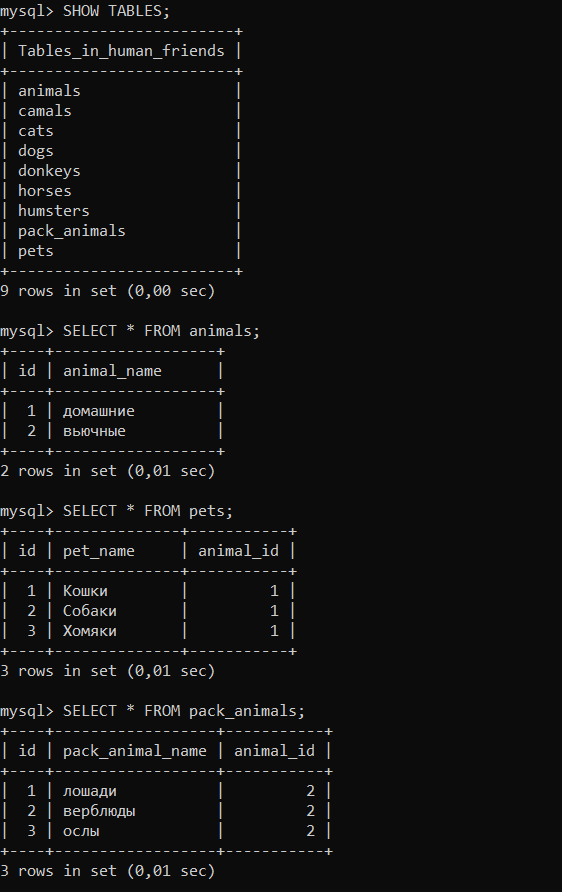 mysql> SHOW TABLES;
+-------------------------+
| Tables_in_human_friends |
+-------------------------+
| animals                 |
| camals                  |
| cats                    |
| dogs                    |
| donkeys                 |
| horses                  |
| humsters                |
| pack_animals            |
| pets                    |
+-------------------------+
9 rows in set (0,00 sec)

mysql> SELECT * FROM animals;
+----+------------------+
| id | animal_name      |
+----+------------------+
|  1 | домашние         |
|  2 | вьючные          |
+----+------------------+
2 rows in set (0,01 sec)

mysql> SELECT * FROM pets;
+----+--------------+-----------+
| id | pet_name     | animal_id |
+----+--------------+-----------+
|  1 | Кошки        |         1 |
|  2 | Собаки       |         1 |
|  3 | Хомяки       |         1 |
+----+--------------+-----------+
3 rows in set (0,01 sec)

mysql> SELECT * FROM pack_animals;
+----+------------------+-----------+
| id | pack_animal_name | animal_id |
+----+------------------+-----------+
|  1 | лошади           |         2 |
|  2 | верблюды         |         2 |
|  3 | ослы             |         2 |
+----+------------------+-----------+
3 rows in set (0,01 sec)